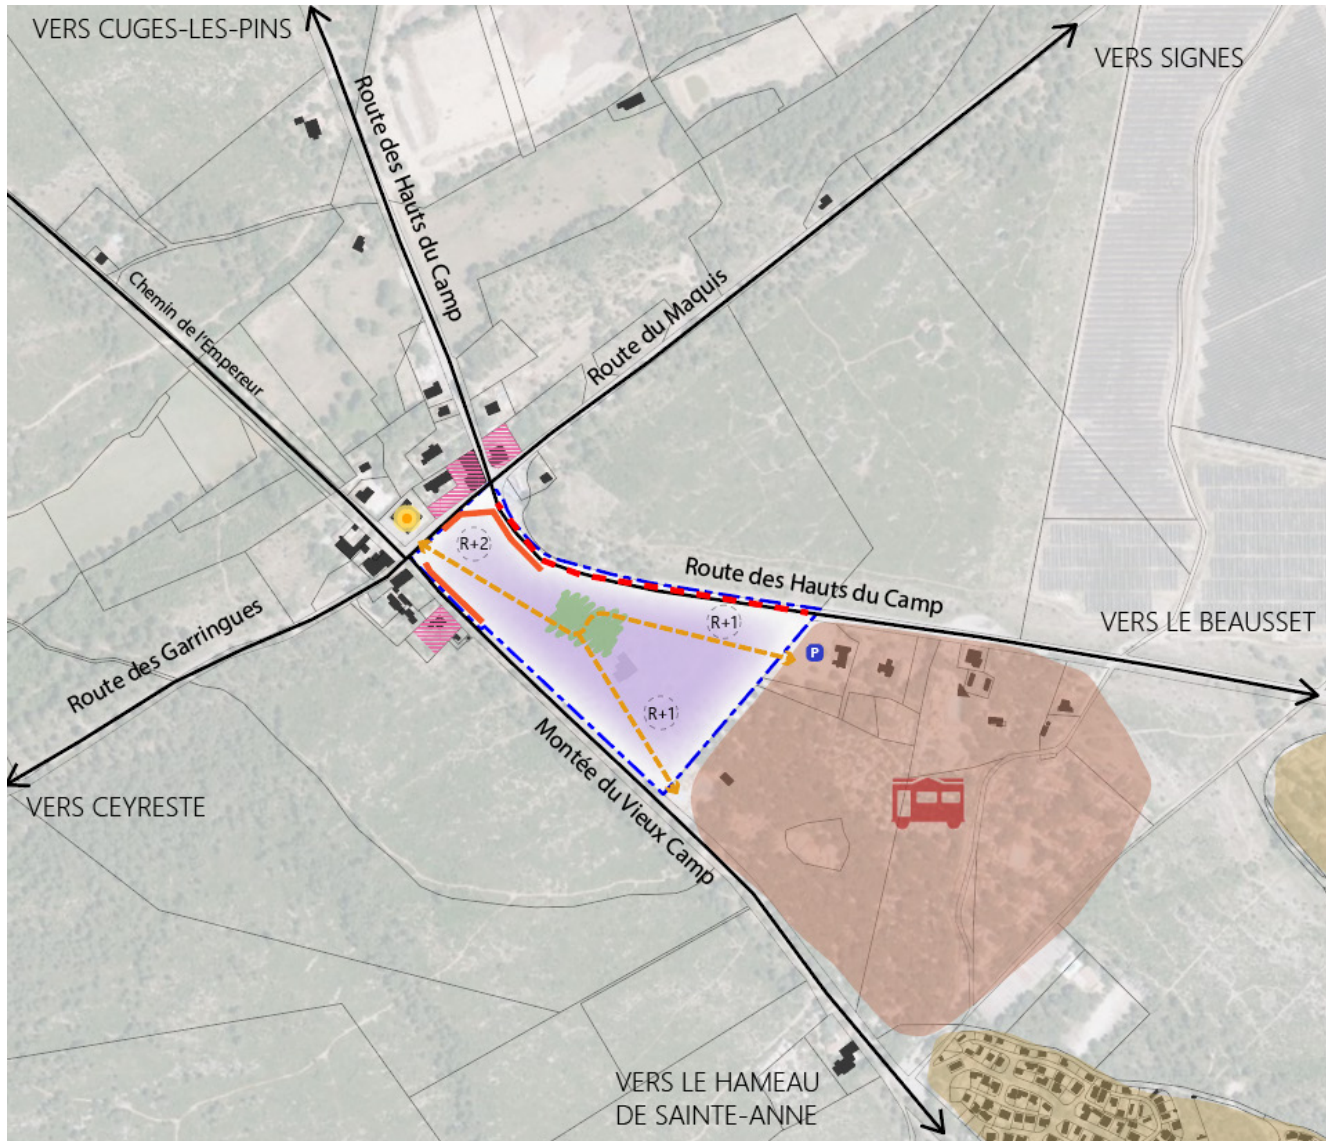 VERS CUGES-LES-PINS
VERS SIGNES
Route des Hauts du Camp
Chemin de l'Empereur
Route du Maquis
R+2
Route des Hauts du Camp
R+1
VERS LE BEAUSSET
P
Route des Garringues
R+1
Montée du Vieux Camp
VERS CEYRESTE
VERS LE HAMEAU
DE SAINTE-ANNE